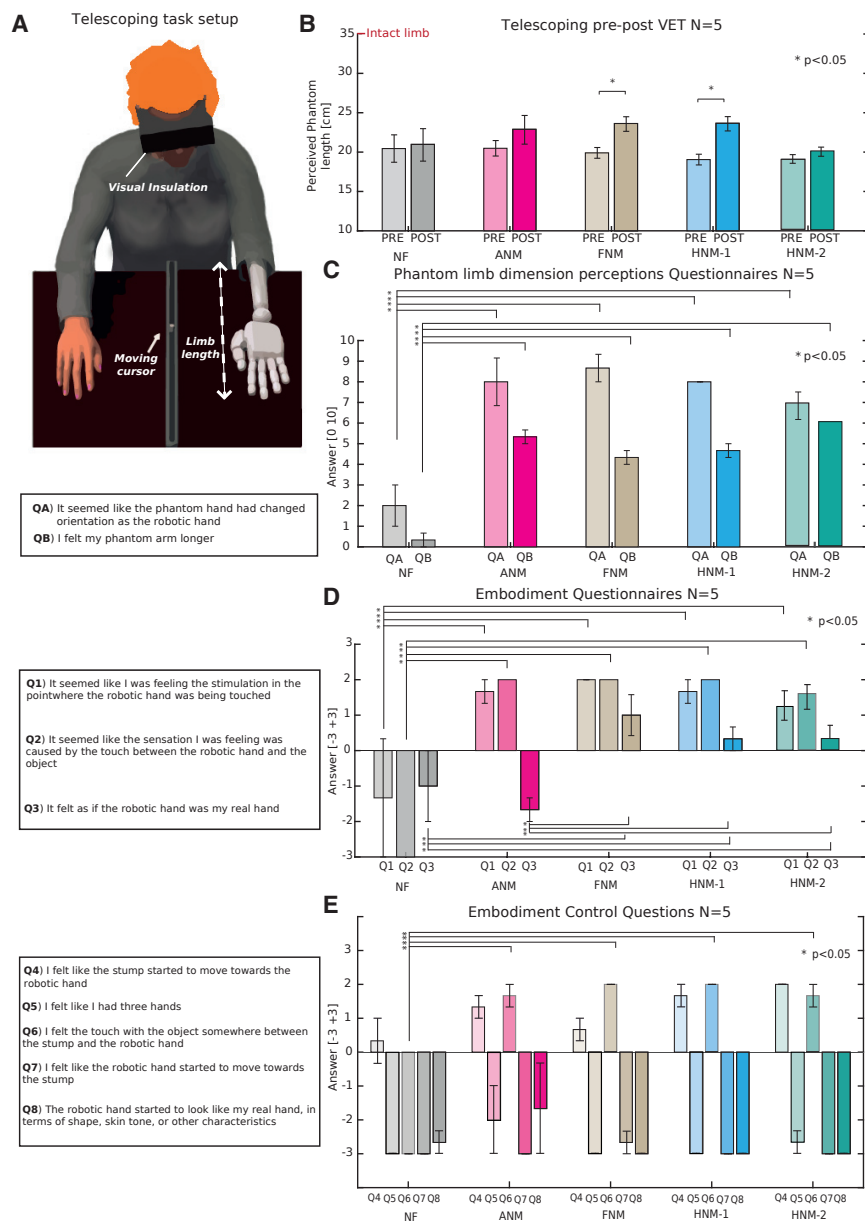 A
Telescoping task setup
Visual Insulation
Moving
cursor
Limb
length
QA) It seemed like the phantom hand had changed
orientation as the robotic hand
QB) I felt my phantom arm longer
B
Telescoping pre-post VET N=5
Intact limb
* p<0.05
Perceived Phantom
length [cm]
35
30
25
20
15
10
*
*
PRE POST PRE POST PRE POST PRE POST PRE POST
NF ANM FNM HNM-1 HNM-2
C
Phantom limb dimension perceptions Questionnaires N=5
****
****
* p<0.05
Answer [0 10]
10
9
8
7
6
5
4
3
2
1
0
QA QB QA QB QA QB QA QB QA QB
NF ANM FNM HNM-1 HNM-2
Q1) It seemed like I was feeling the stimulation in the
pointwhere the robotic hand was being touched
Q2) It seemed like the sensation I was feeling was
caused by the touch between the robotic hand and the
object
Q3) It felt as if the robotic hand was my real hand
D
Embodiment Questionnaires N=5
****
****
* p<0.05
Answer [-3 +3]
3
2
1
0
-1
-2
-3
***
***
Q1 Q2 Q3 Q1 Q2 Q3 Q1 Q2 Q3 Q1 Q2 Q3 Q1 Q2 Q3
NF ANM FNM HNM-1 HNM-2
Q4) I felt like the stump started to move towards the
robotic hand
Q5) I felt like I had three hands
Q6) I felt the touch with the object somewhere between
the stump and the robotic hand
Q7) I felt like the robotic hand started to move towards
the stump
Q8) The robotic hand started to look like my real hand, in
terms of shape, skin tone, or other characteristics
E
Embodiment Control Questions N=5
****
* p<0.05
Answer [-3 +3]
3
2
1
0
-1
-2
-3
Q4 Q5 Q6 Q7 Q8 Q4 Q5 Q6 Q7 Q8 Q4 Q5 Q6 Q7 Q8 Q4 Q5 Q6 Q7 Q8 Q4 Q5 Q6 Q7 Q8
NF ANM FNM HNM-1 HNM-2